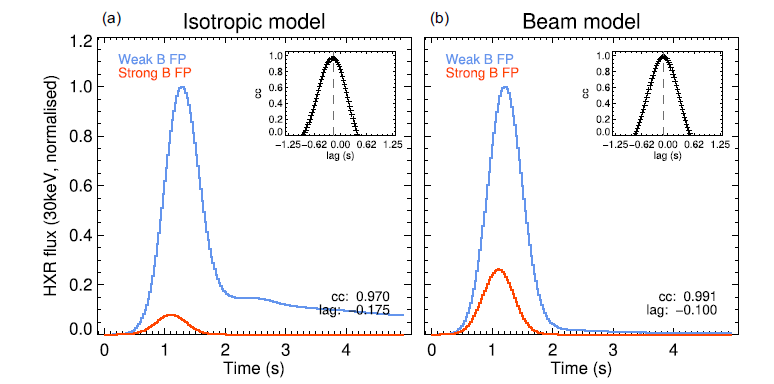 (a)
Isotropic model
(b)
Beam model
1.2
1.0
0.8
0.6
0.4
0.2
0.0
HXR flux (30keV, normalised)
Weak B FP
Strong B FP
1.0
0.8
0.6
0.4
0.2
0.0
cc
-1.25 -0.62 0.00 0.62 1.25
lag (s)
cc: 0.970
lag: -0.175
0 1 2 3 4
Time (s)
Weak B FP
Strong B FP
1.0
0.8
0.6
0.4
0.2
0.0
cc
-1.25 -0.62 0.00 0.62 1.25
lag (s)
cc: 0.991
lag: -0.100
0 1 2 3 4
Time (s)